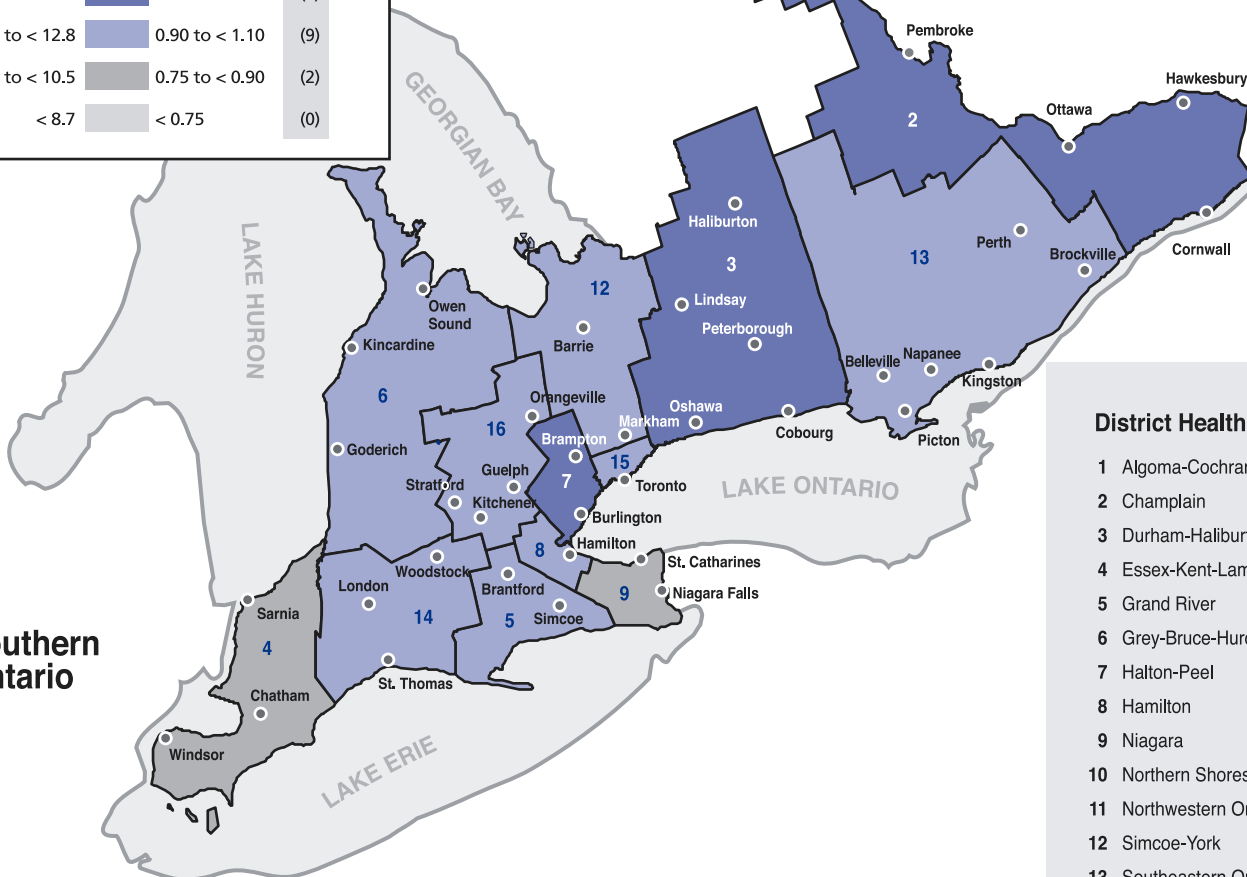 to < 12.8 0.90 to < 1.10 (9)
to < 10.5 0.75 to < 0.90 (2)
< 8.7 < 0.75 (0)
GEORGIAN BAY
LAKE HURON
LAKE ONTARIO
LAKE ERIE
Pembroke
Hawkesbury
Ottawa
2
Haliburton
Perth
Cornwall
3
13
Brockville
12
Owen
Sound
Lindsay
Peterborough
Barrie
Kincardine
Belleville
Napanee
Kingston
6
Orangeville
Oshawa
Markham
Cobourg
Picton
16
Brampton
Goderich
15
Guelph
7
Toronto
Stratford
Kitchener
Burlington
8
Hamilton
Woodstock
St. Catharines
London
Brantford
9
Niagara Falls
Sarnia
14
5
Simcoe
4
St. Thomas
Chatham
Windsor
District Health
1 Algoma-Cochran
2 Champlain
3 Durham-Halibur
4 Essex-Kent-Lam
5 Grand River
6 Grey-Bruce-Huro
7 Halton-Peel
8 Hamilton
9 Niagara
10 Northern Shores
11 Northwestern On
12 Simcoe-York
13 Southeastern On